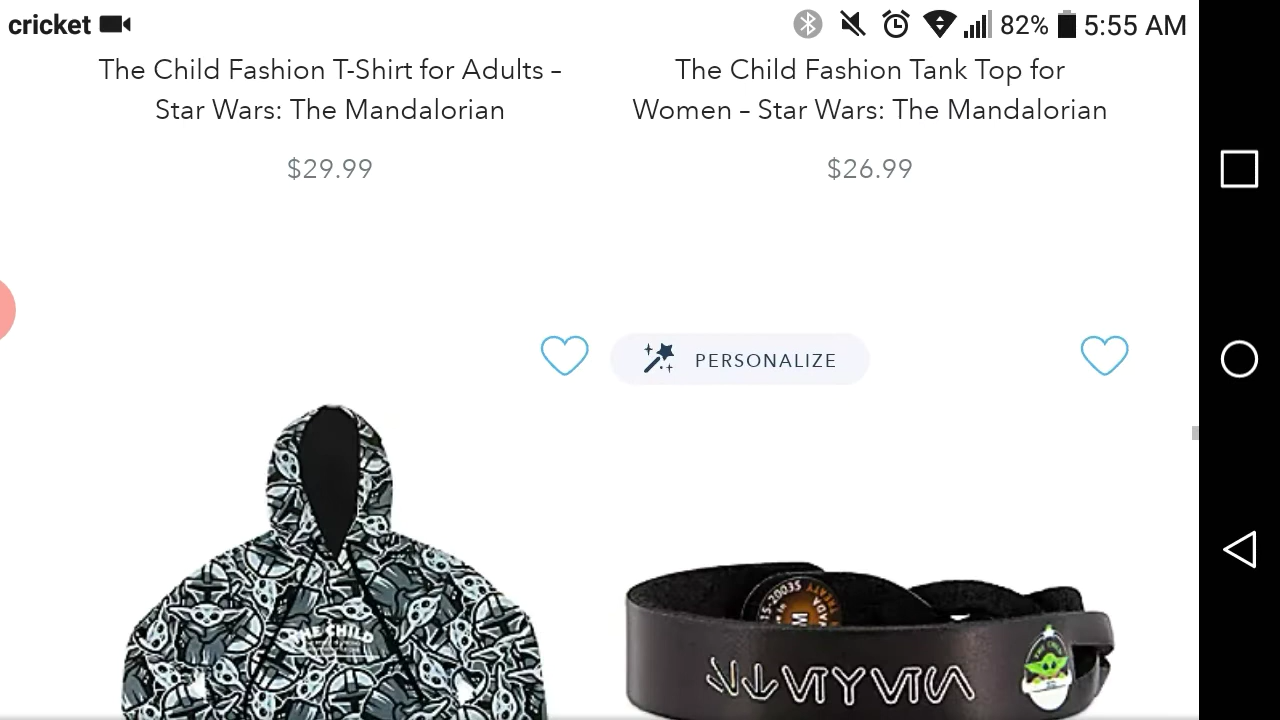 cricket
82%
5:55 AM
The Child Fashion T-Shirt for Adults –
Star Wars: The Mandalorian
$29.99
The Child Fashion Tank Top for
Women – Star Wars: The Mandalorian
$26.99
PERSONALIZE
THE CHILD